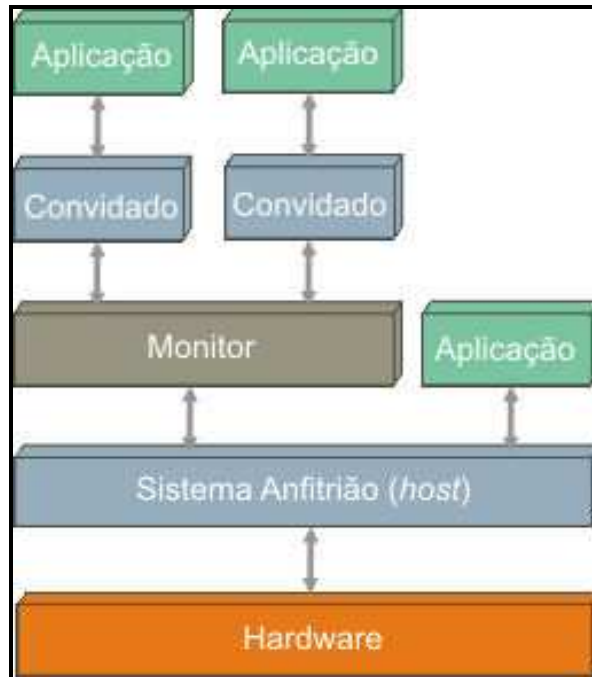 Aplicação
Aplicação
Convidado
Convidado
Monitor
Aplicação
Sistema Anfitrião (host)
Hardware